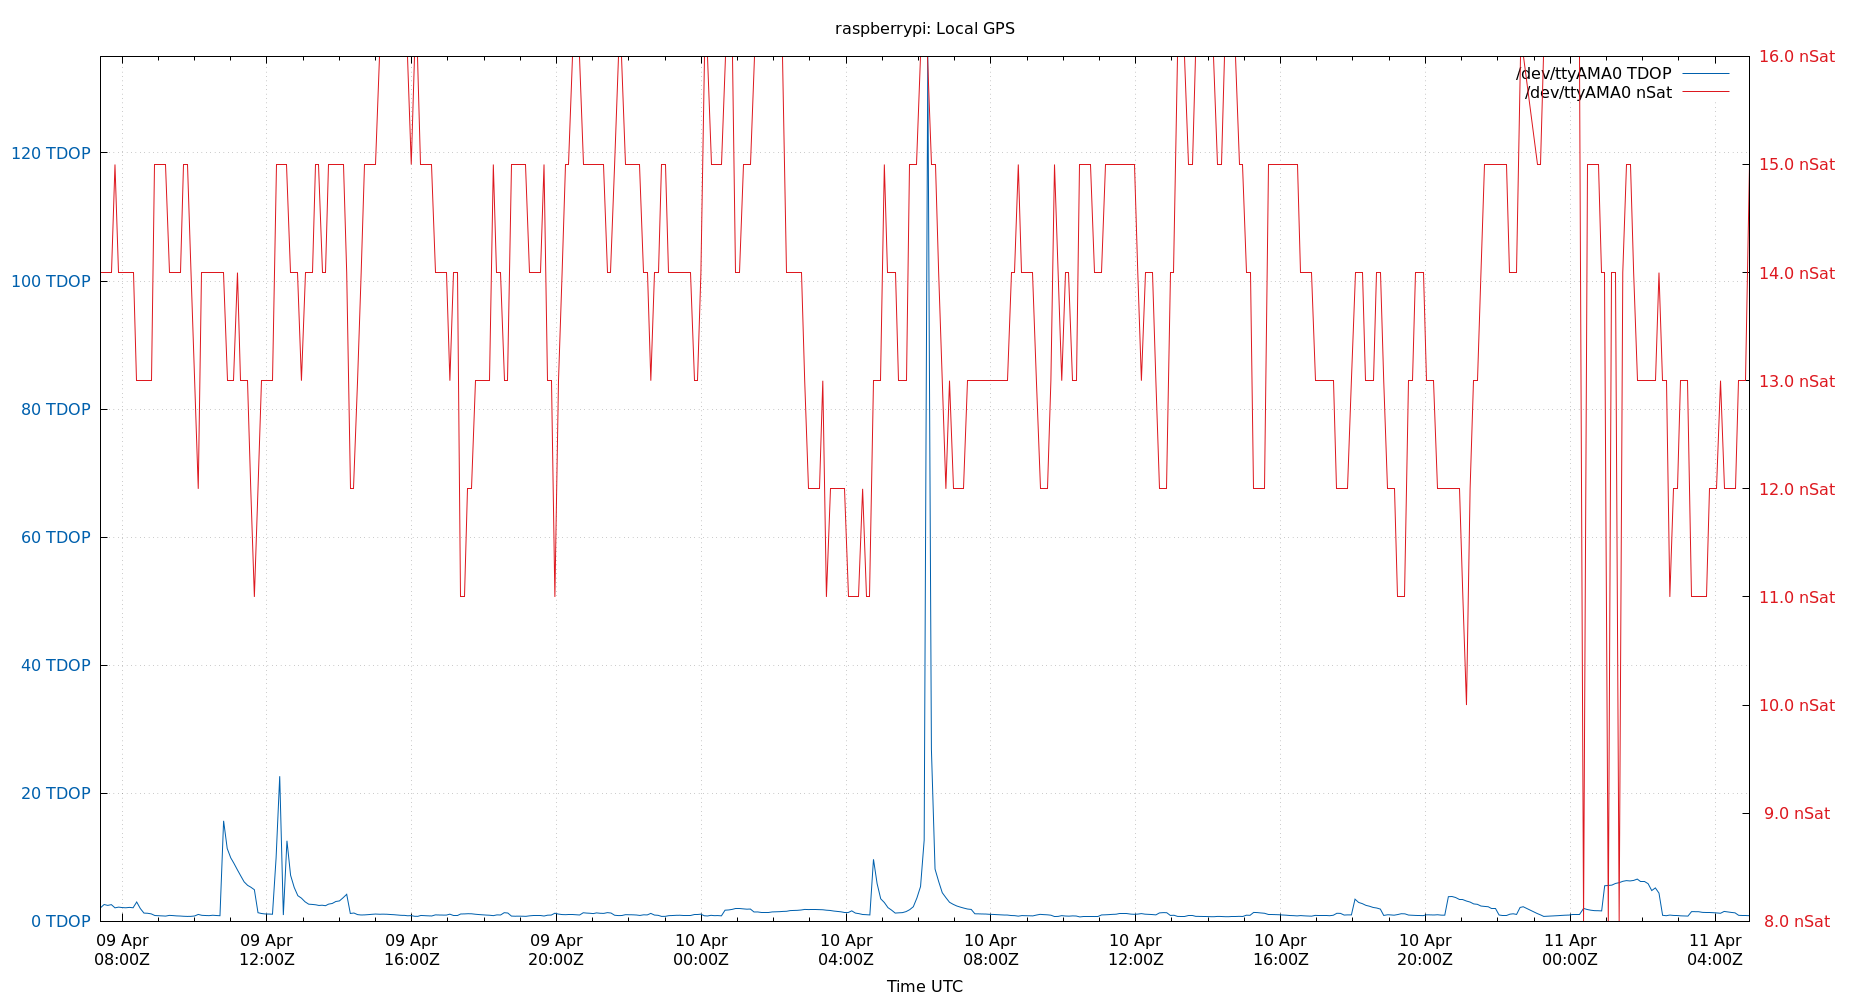 raspberrypi: Local GPS
/dev/ttyAMA0 TDOP
/dev/ttyAMA0 nSat
120 TDOP
100 TDOP
80 TDOP
60 TDOP
40 TDOP
20 TDOP
0 TDOP
16.0 nSat
15.0 nSat
14.0 nSat
13.0 nSat
12.0 nSat
11.0 nSat
10.0 nSat
9.0 nSat
8.0 nSat
09 Apr 09 Apr 09 Apr 09 Apr 10 Apr 10 Apr 10 Apr 10 Apr 10 Apr 10 Apr 11 Apr 11 Apr
08:00Z 12:00Z 16:00Z 20:00Z 00:00Z 04:00Z 08:00Z 12:00Z 16:00Z 20:00Z 00:00Z 04:00Z
Time UTC